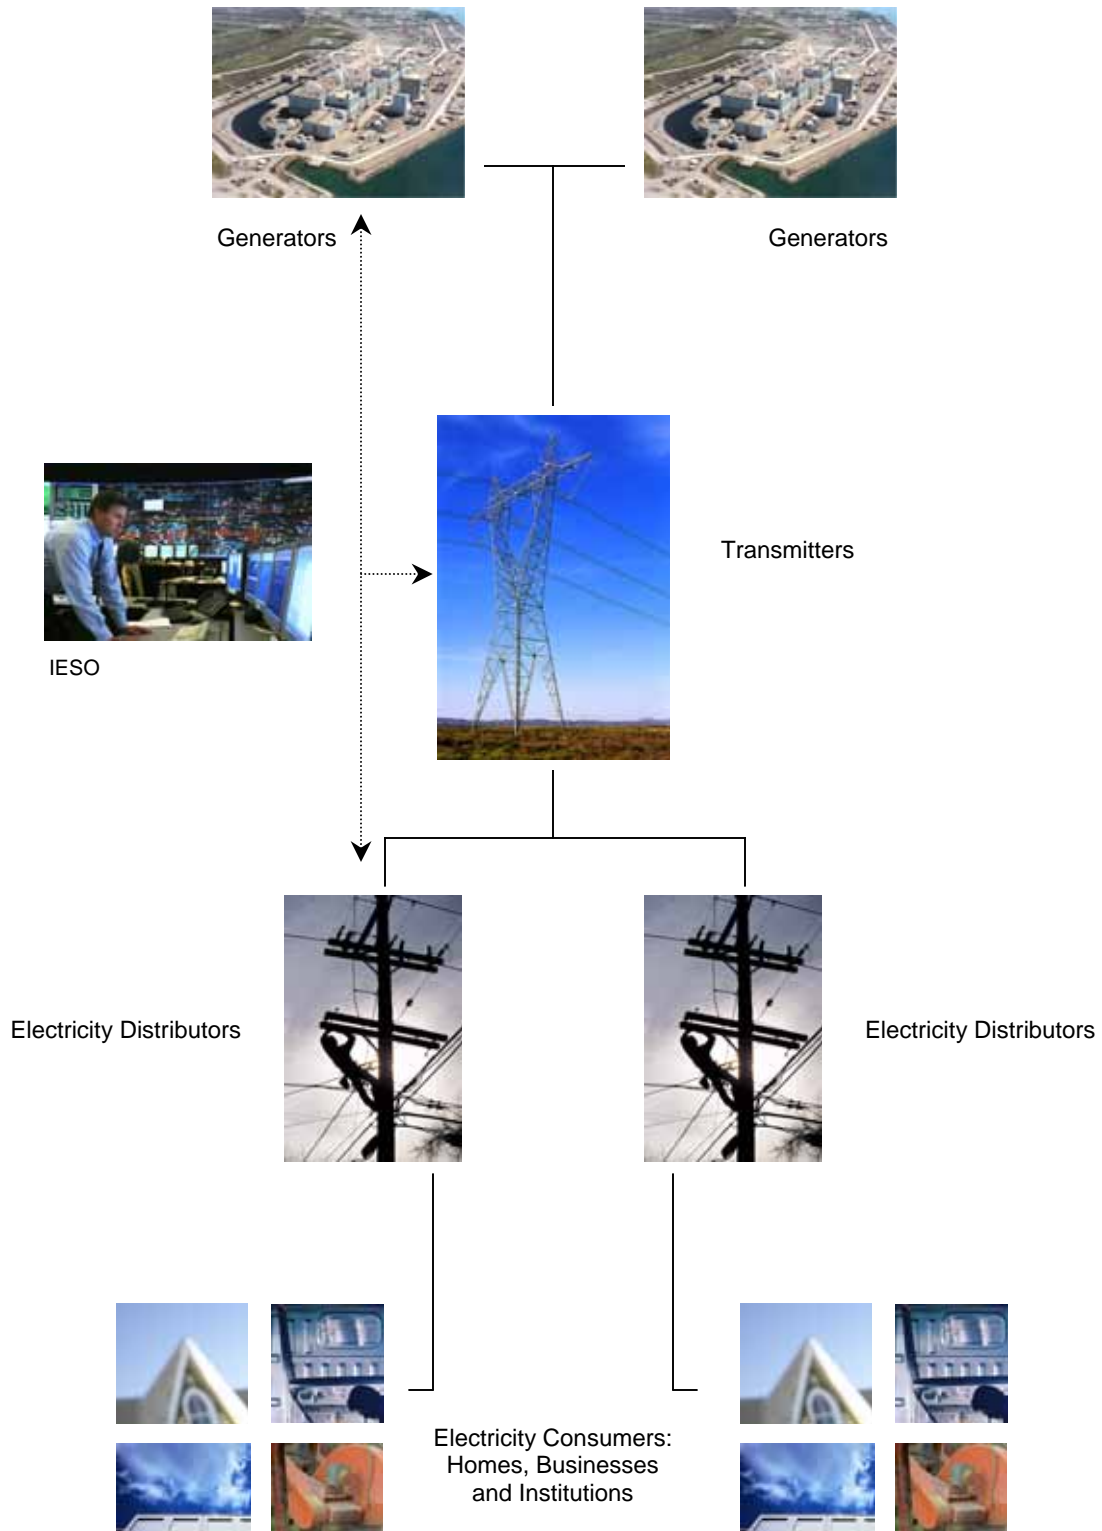 Generators
Generators
Transmitters
IESO
Electricity Distributors
Electricity Distributors
Electricity Consumers:
Homes, Businesses
and Institutions